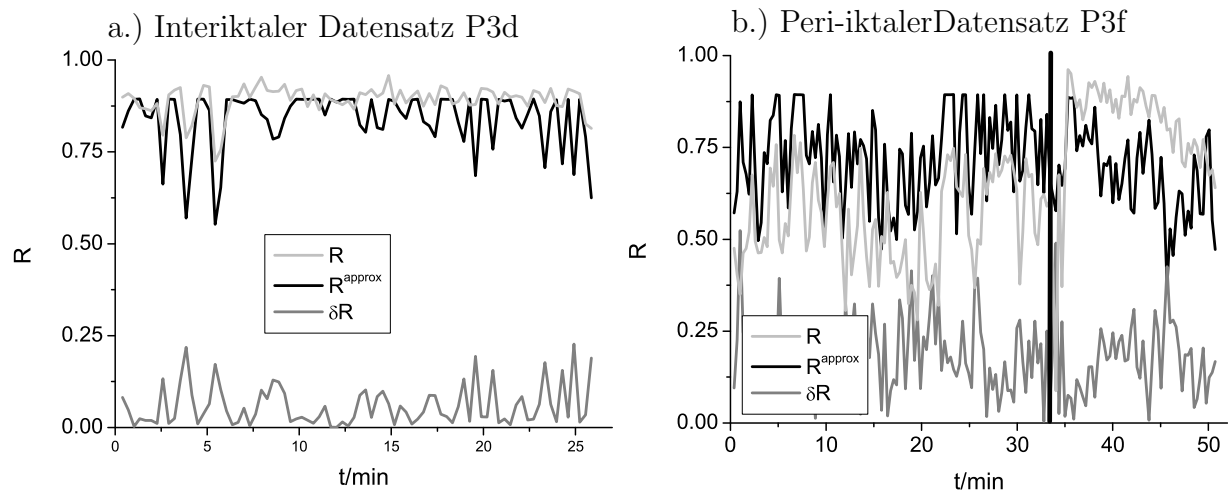 a.) Interiktaler Datensatz P3d
1.00
0.75
0.50
0.25
0.00
R
R
R^approx
δR
0 5 10 15 20 25
t/min
b.) Peri-iktalerDatensatz P3f
1.00
0.75
0.50
0.25
0.00
R
R
R^approx
δR
0 10 20 30 40 50
t/min